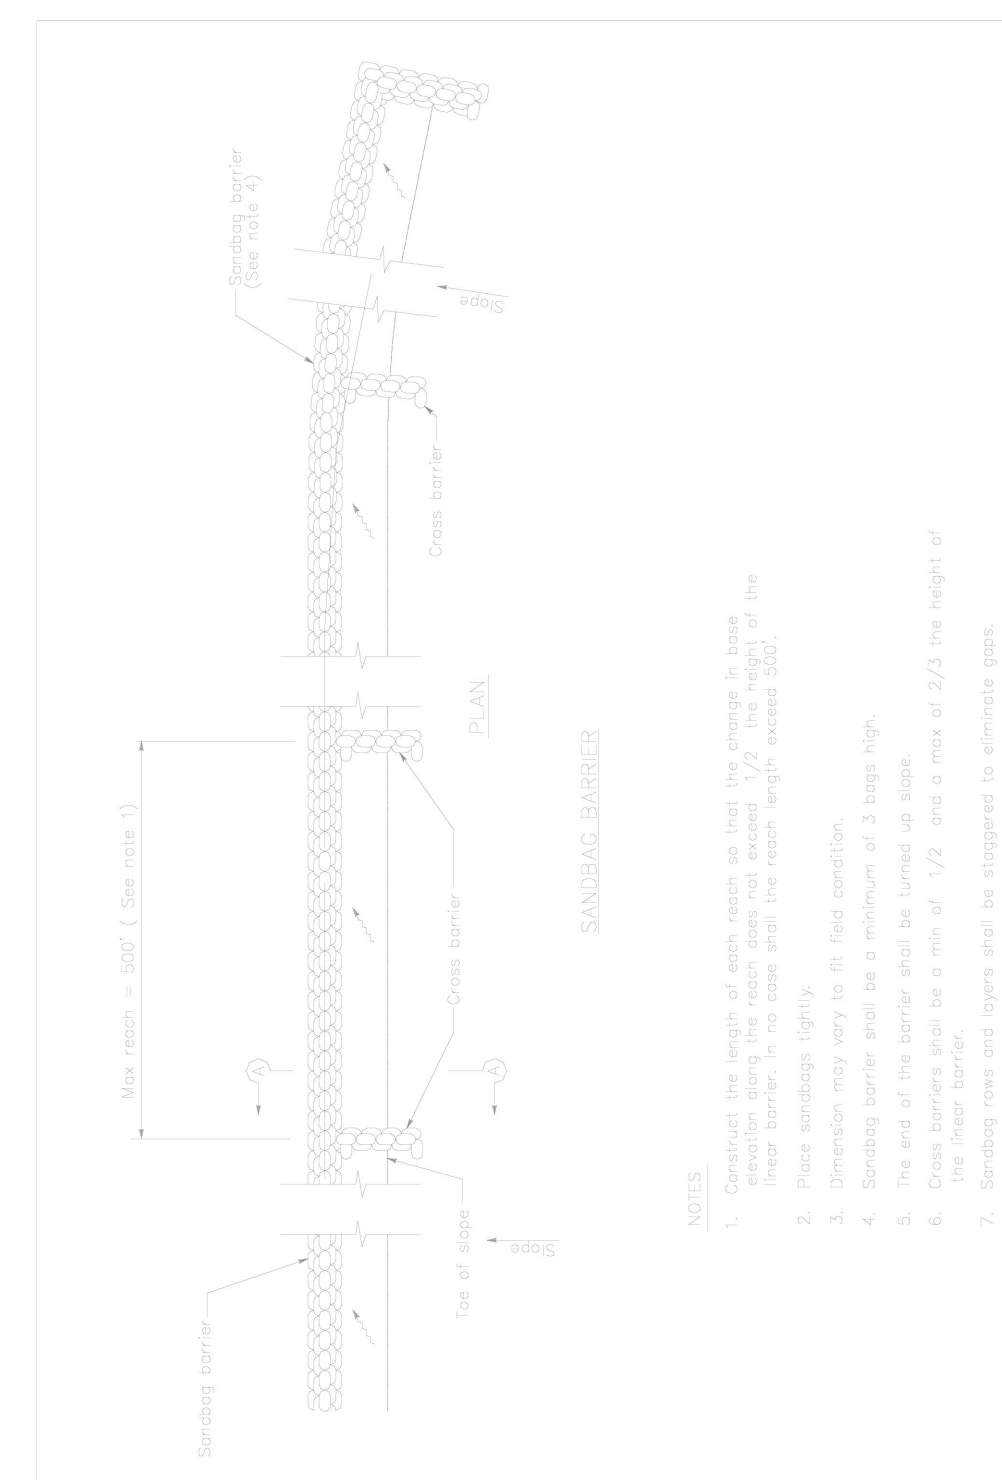 Sandbag barrier
(See note 4)
Slope
Cross barrier
Max reach = 500' ( See note 1)
Cross barrier
A
A
Toe of slope
Slope
Sandbag barrier
PLAN
SANDBAG BARRIER
NOTES
1. Construct the length of each reach so that the change in base
elevation along the reach does not exceed 1/2 the height of the
linear barrier. In no case shall the reach length exceed 500'.
2. Place sandbags tightly.
3. Dimension may vary to fit field condition.
4. Sandbag barrier shall be a minimum of 3 bags high.
5. The end of the barrier shall be turned up slope.
6. Cross barriers shall be a min of 1/2 and a max of 2/3 the height of
the linear barrier.
7. Sandbag rows and layers shall be staggered to eliminate gaps.